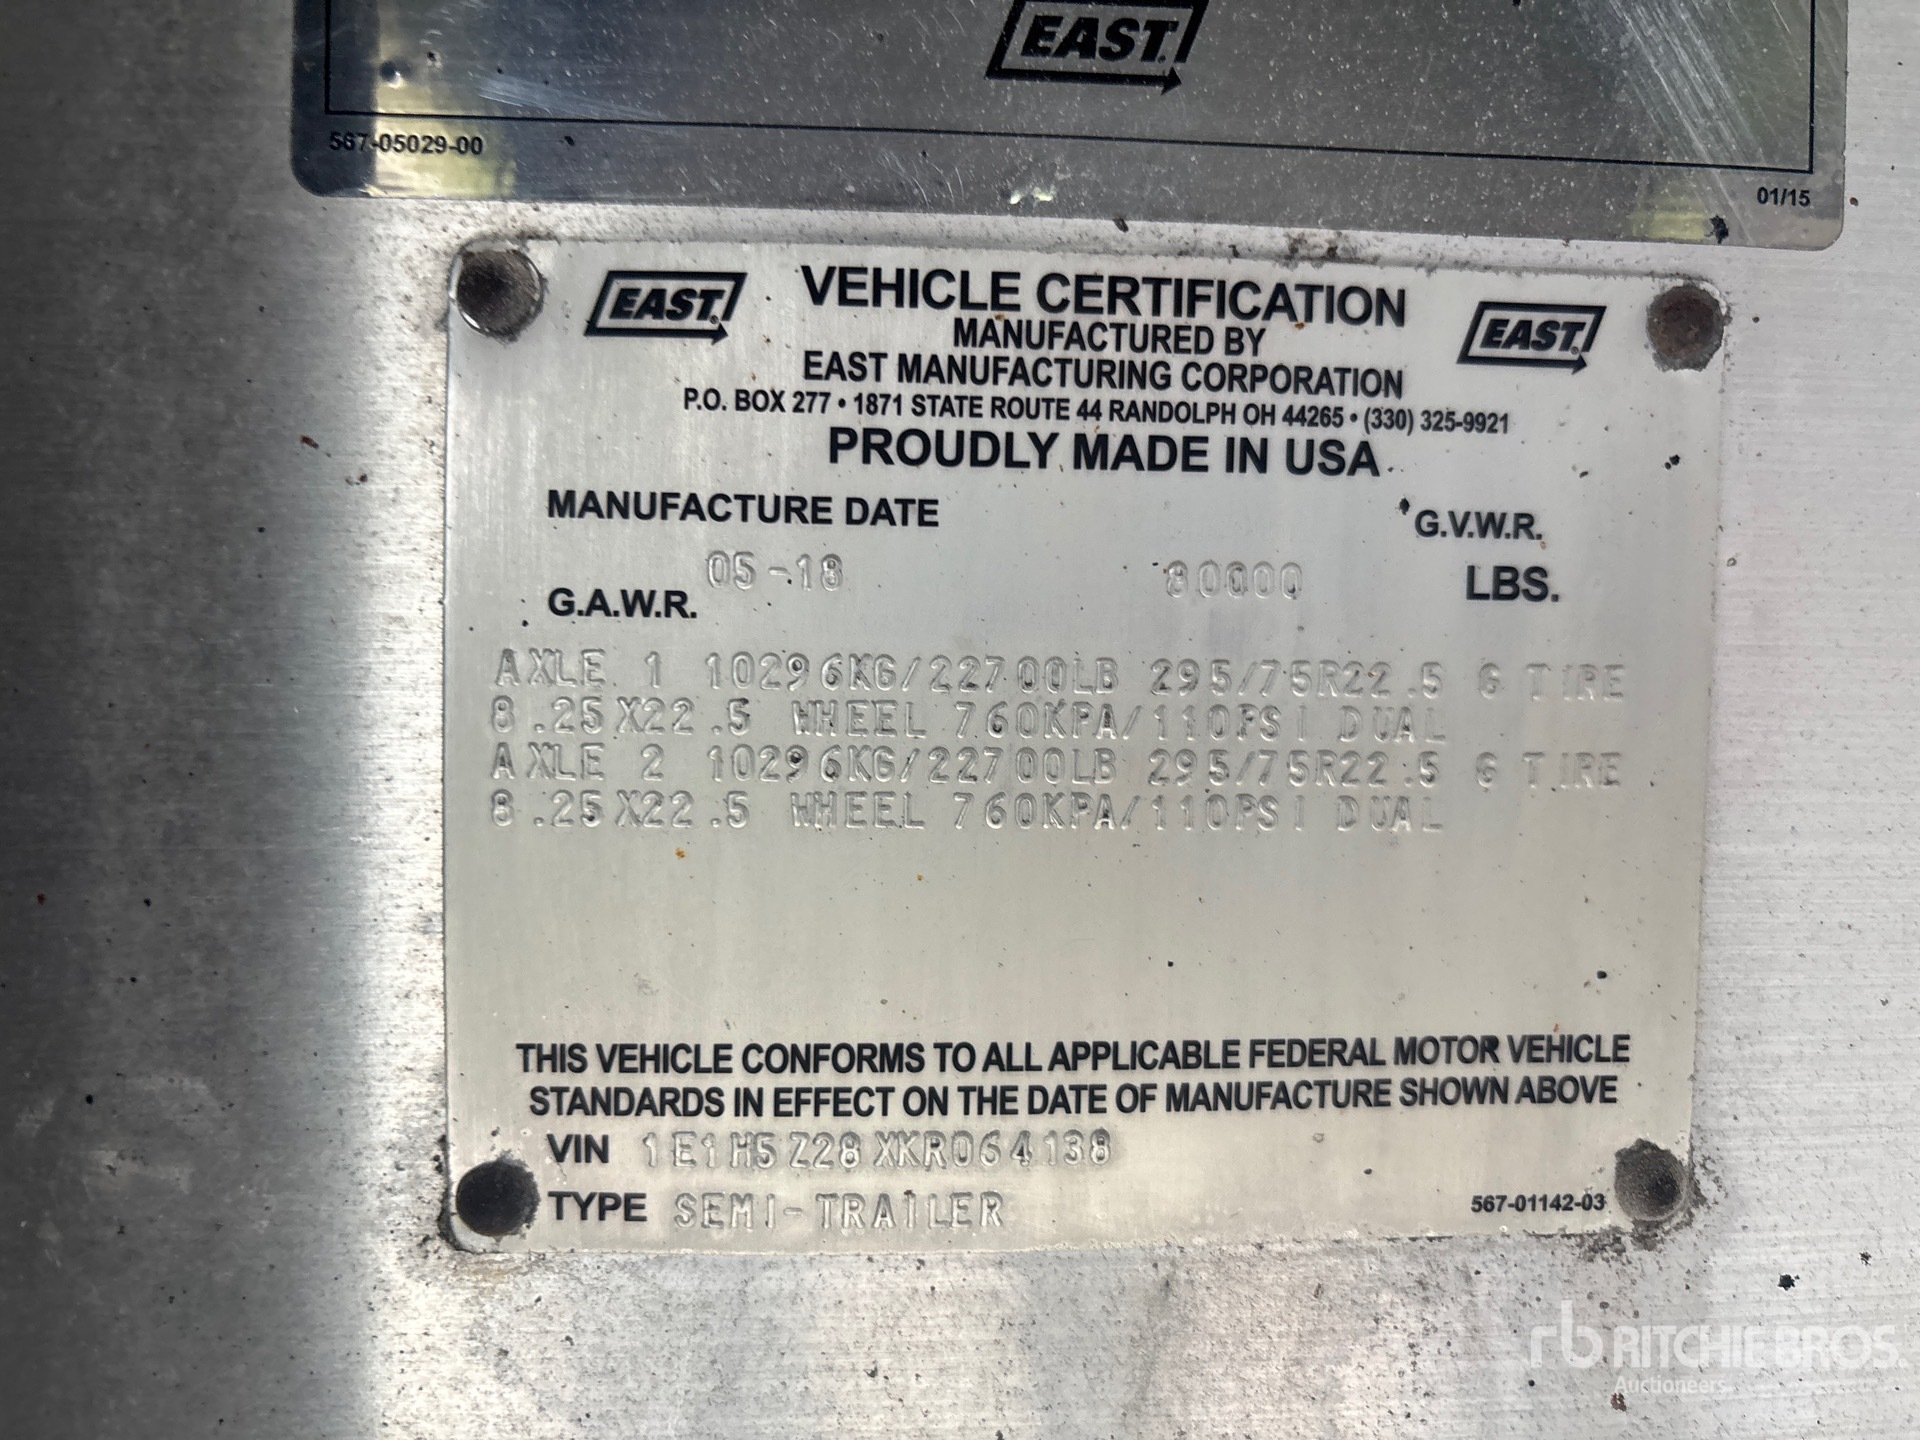 EAST
567-05029-00
01/15
EAST® VEHICLE CERTIFICATION EAST®
MANUFACTURED BY
EAST MANUFACTURING CORPORATION
P.O. BOX 277 • 1871 STATE ROUTE 44 RANDOLPH OH 44265 • (330) 325-9921
PROUDLY MADE IN USA
MANUFACTURE DATE G.V.W.R.
05-18 80000 LBS.
G.A.W.R.
AXLE 1 10296KG/22700LB 295/75R22.5 G TIRE
8.25X22.5 WHEEL 760KPA/110PSI DUAL
AXLE 2 10296KG/22700LB 295/75R22.5 G TIRE
8.25X22.5 WHEEL 760KPA/110PSI DUAL
THIS VEHICLE CONFORMS TO ALL APPLICABLE FEDERAL MOTOR VEHICLE
STANDARDS IN EFFECT ON THE DATE OF MANUFACTURE SHOWN ABOVE
VIN 1E1H5Z28XKR064138
TYPE SEMI-TRAILER
567-01142-03
rb RITCHIE BROS.
Auctioneers